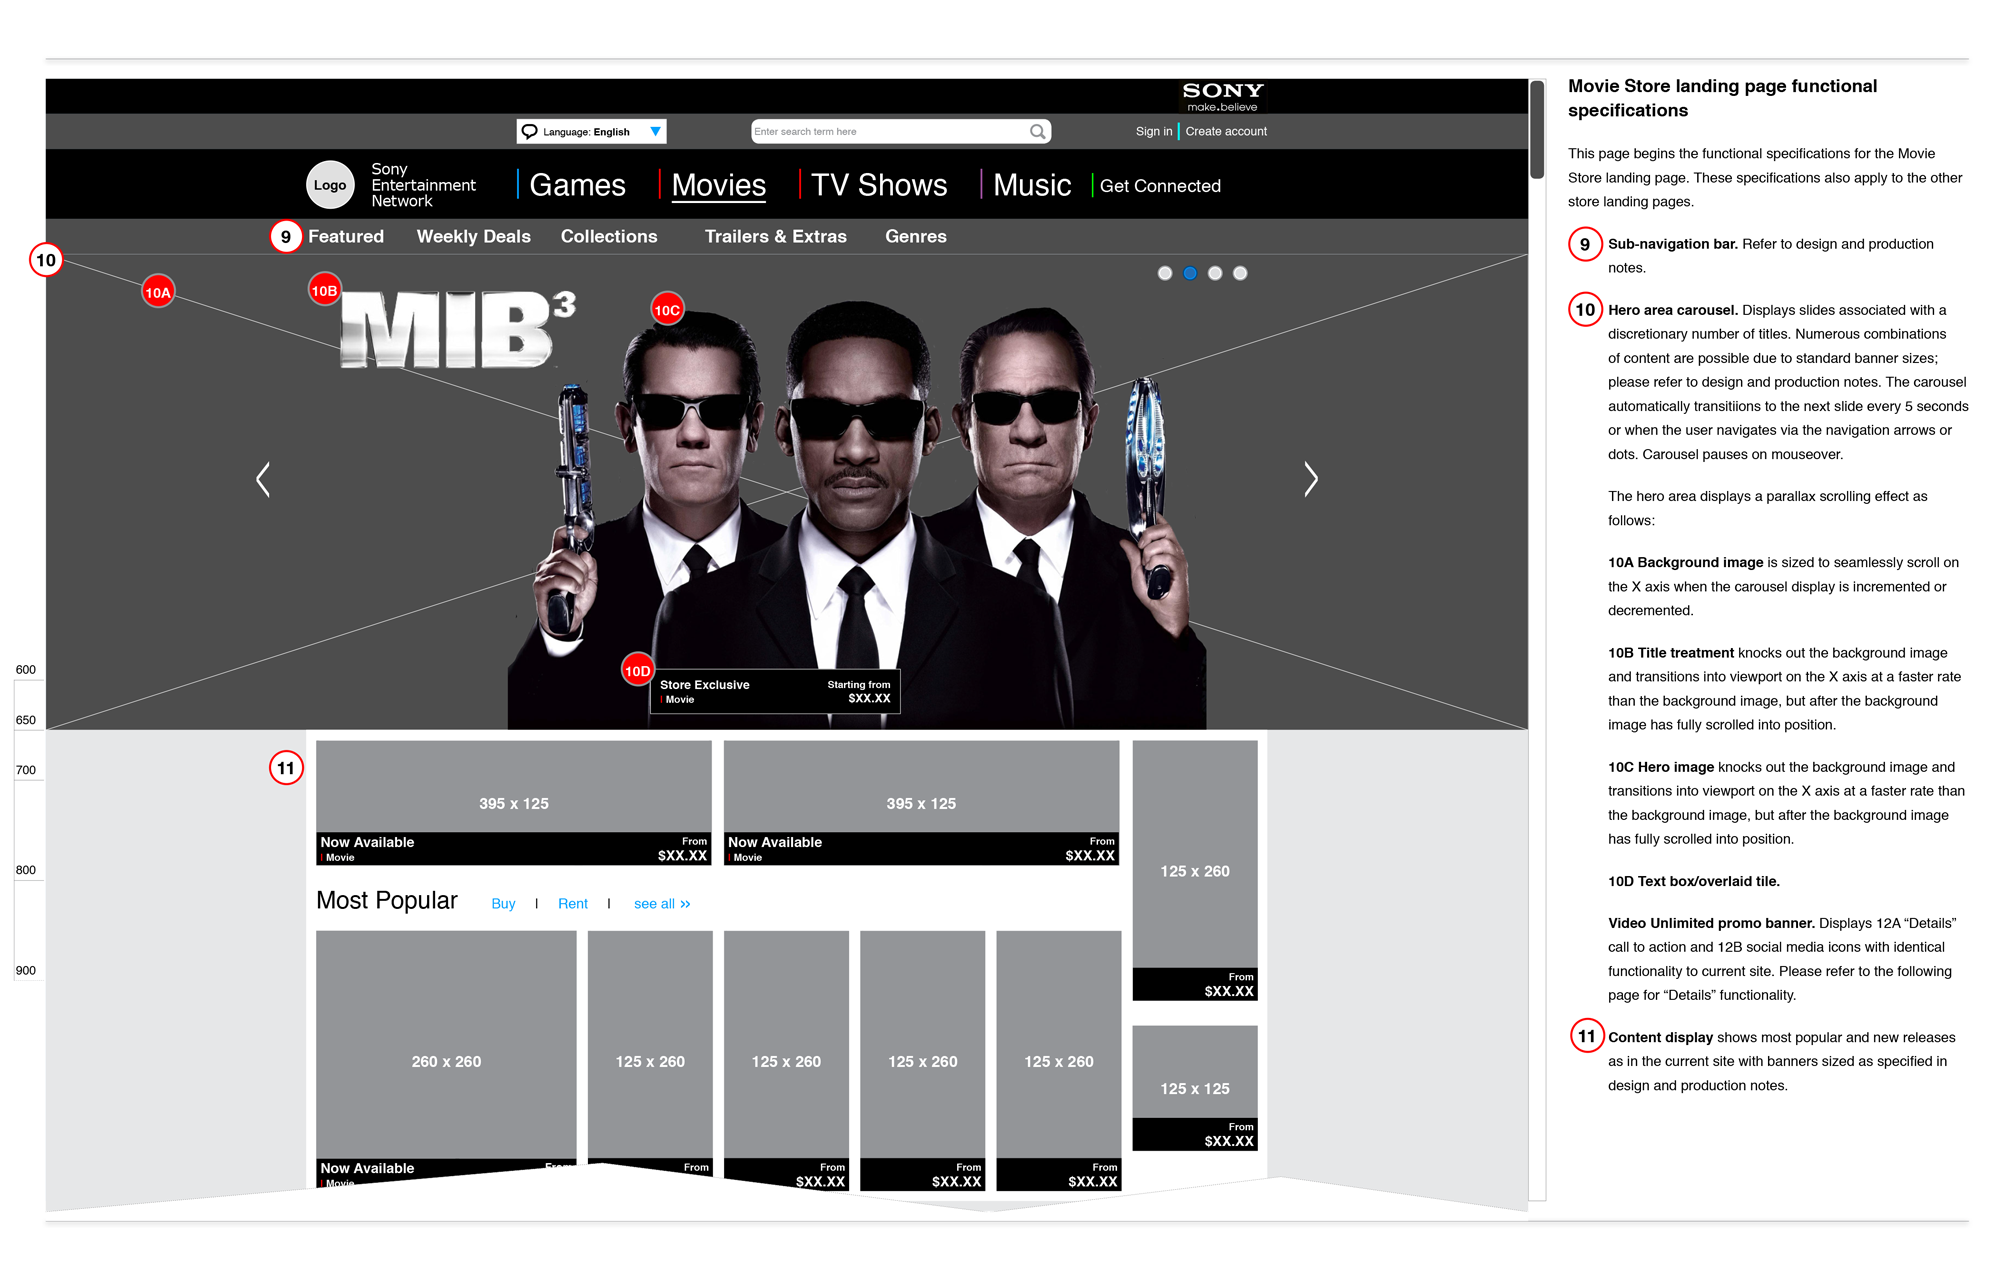 SONY
make.believe
Language: English
Enter search term here
Sign in
Create account
Logo
Sony
Entertainment
Network
Games
Movies
TV Shows
Music
Get Connected
9
Featured
Weekly Deals
Collections
Trailers & Extras
Genres
10
10A
10B
MIB³
10C
10D
Store Exclusive
Movie
Starting from
$XX.XX
600
650
700
800
900
11
395 x 125
Now Available
Movie
From
$XX.XX
395 x 125
Now Available
Movie
From
$XX.XX
125 x 260
From
$XX.XX
Most Popular
Buy
I
Rent
I
see all »
260 x 260
Now Available
From
Movie
125 x 260
From
125 x 260
From
$XX.XX
125 x 260
From
$XX.XX
125 x 260
From
$XX.XX
125 x 125
From
$XX.XX
Movie Store landing page functional
specifications
This page begins the functional specifications for the Movie
Store landing page. These specifications also apply to the other
store landing pages.
9
Sub-navigation bar. Refer to design and production
notes.
10
Hero area carousel. Displays slides associated with a
discretionary number of titles. Numerous combinations
of content are possible due to standard banner sizes;
please refer to design and production notes. The carousel
automatically transitiions to the next slide every 5 seconds
or when the user navigates via the navigation arrows or
dots. Carousel pauses on mouseover.
The hero area displays a parallax scrolling effect as
follows:
10A Background image is sized to seamlessly scroll on
the X axis when the carousel display is incremented or
decremented.
10B Title treatment knocks out the background image
and transitions into viewport on the X axis at a faster rate
than the background image, but after the background
image has fully scrolled into position.
10C Hero image knocks out the background image and
transitions into viewport on the X axis at a faster rate than
the background image, but after the background image
has fully scrolled into position.
10D Text box/overlaid tile.
Video Unlimited promo banner. Displays 12A “Details”
call to action and 12B social media icons with identical
functionality to current site. Please refer to the following
page for “Details” functionality.
11
Content display shows most popular and new releases
as in the current site with banners sized as specified in
design and production notes.